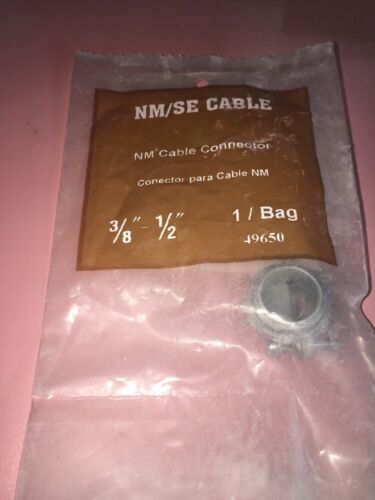 NM/SE CABLE
NM Cable Connector
Conector para Cable NM
3/8" - 1/2" 1 / Bag
49650